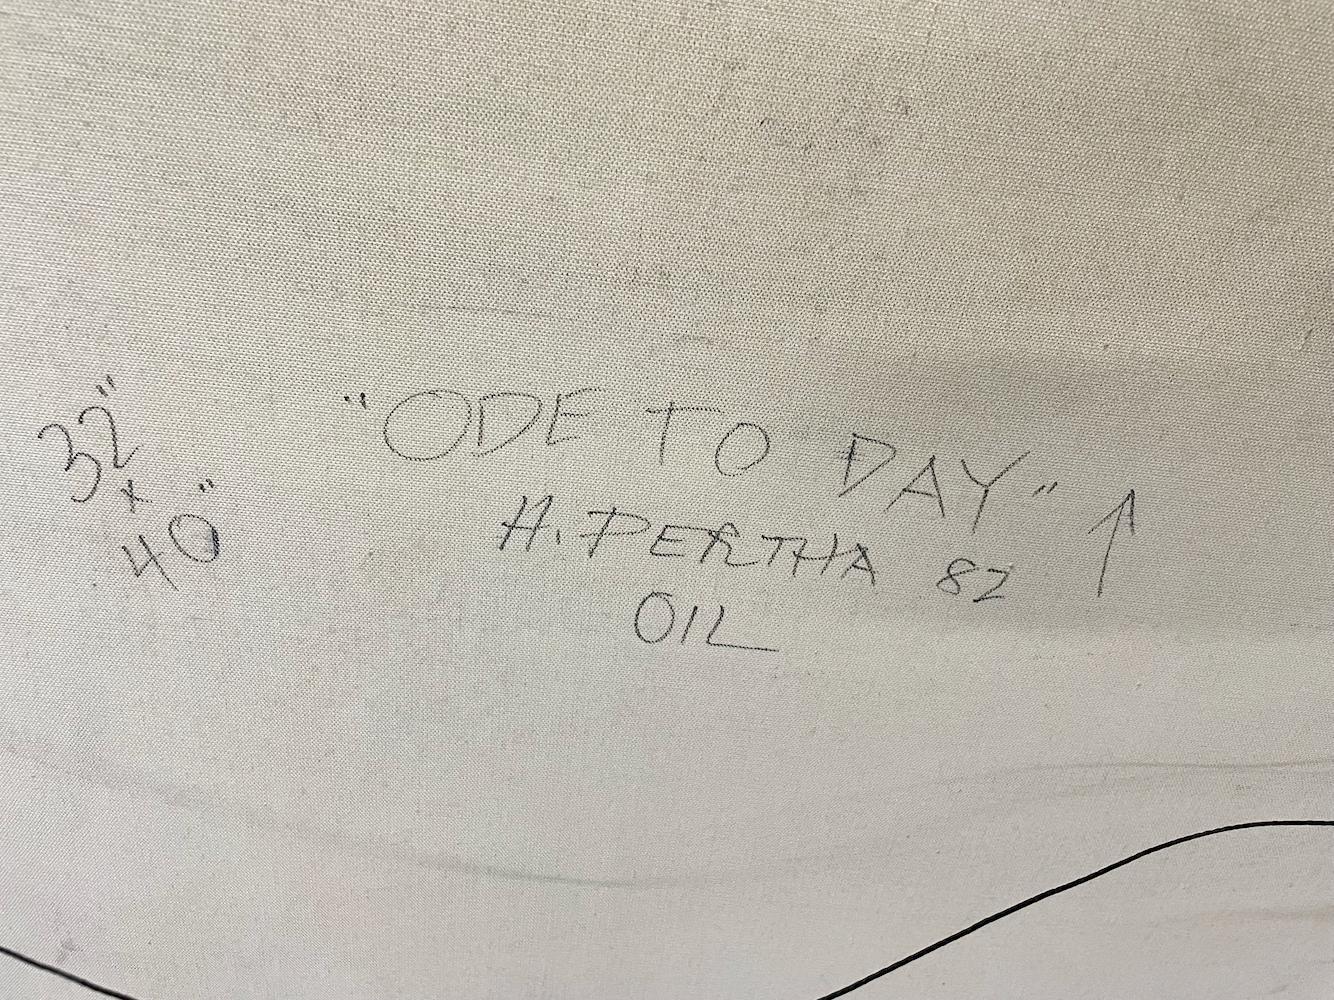 32"
x
40"
"ODE TO DAY" ↑
H. PERTHA 82
OIL